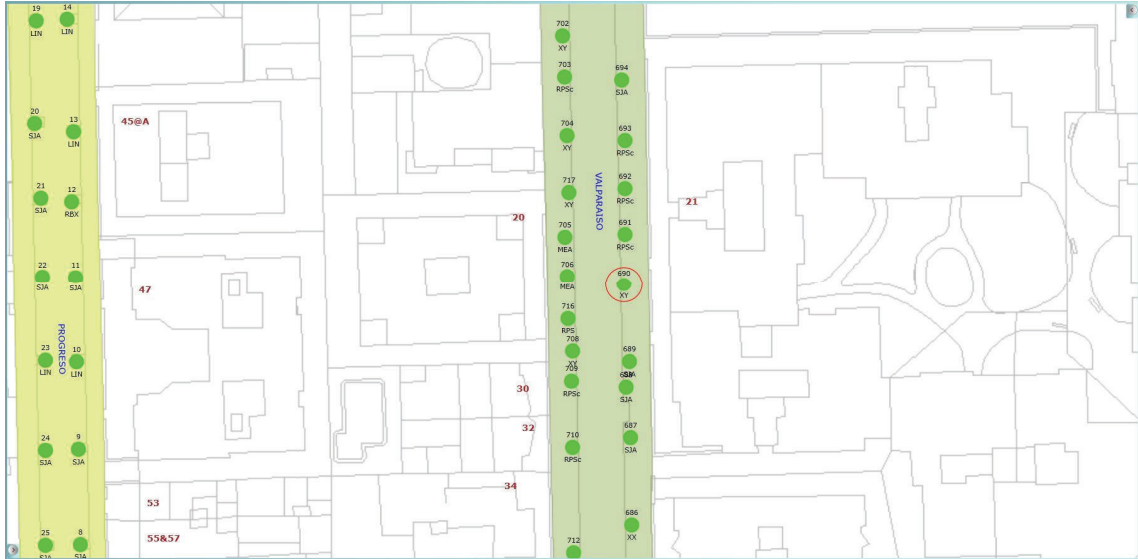 19
LIN
14
LIN
20
SJA
13
LIN
21
SJA
12
RBX
22
SJA
11
SJA
PROGRESO
23
LIN
10
LIN
24
SJA
9
SJA
25
SJA
8
SJA
45@A
47
53
55&57
20
30
32
34
702
XY
703
RPSc
704
XY
717
XY
705
MEA
706
MEA
716
RPS
708
XY
709
RPSc
710
RPSc
712
VALPARAISO
694
SJA
693
RPSc
692
RPSc
691
RPSc
690
XY
689
SJA
SJA
687
SJA
686
XX
21